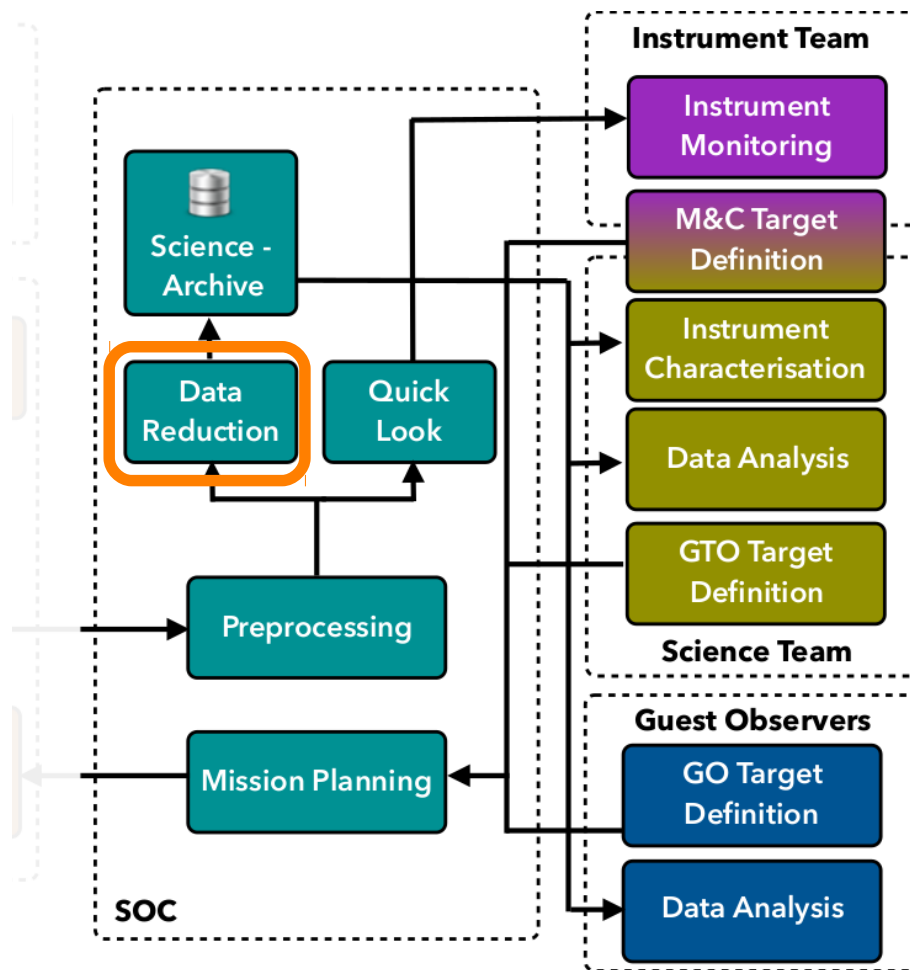 Instrument Team
Instrument
Monitoring
M&C Target
Definition
Science -
Archive
Instrument
Characterisation
Data
Reduction
Quick
Look
Data Analysis
GTO Target
Definition
Preprocessing
Science Team
Guest Observers
Mission Planning
GO Target
Definition
Data Analysis
SOC